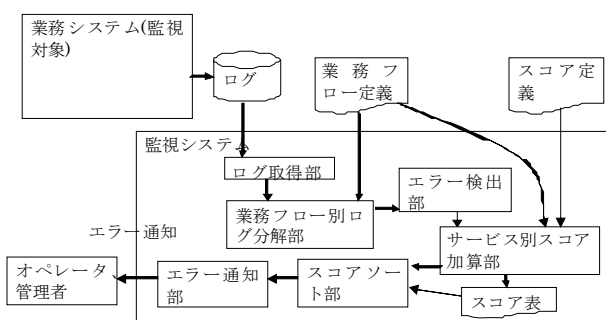 業務システム(監視
対象)
ログ
業務フ
ロー定義
スコア定
義
監視システム
ログ取得部
エラー検出
部
業務フロー別ロ
グ分解部
エラー通知
サービス別スコア
加算部
オペレータ
管理者
エラー通知
部
スコアソー
ト部
スコア表